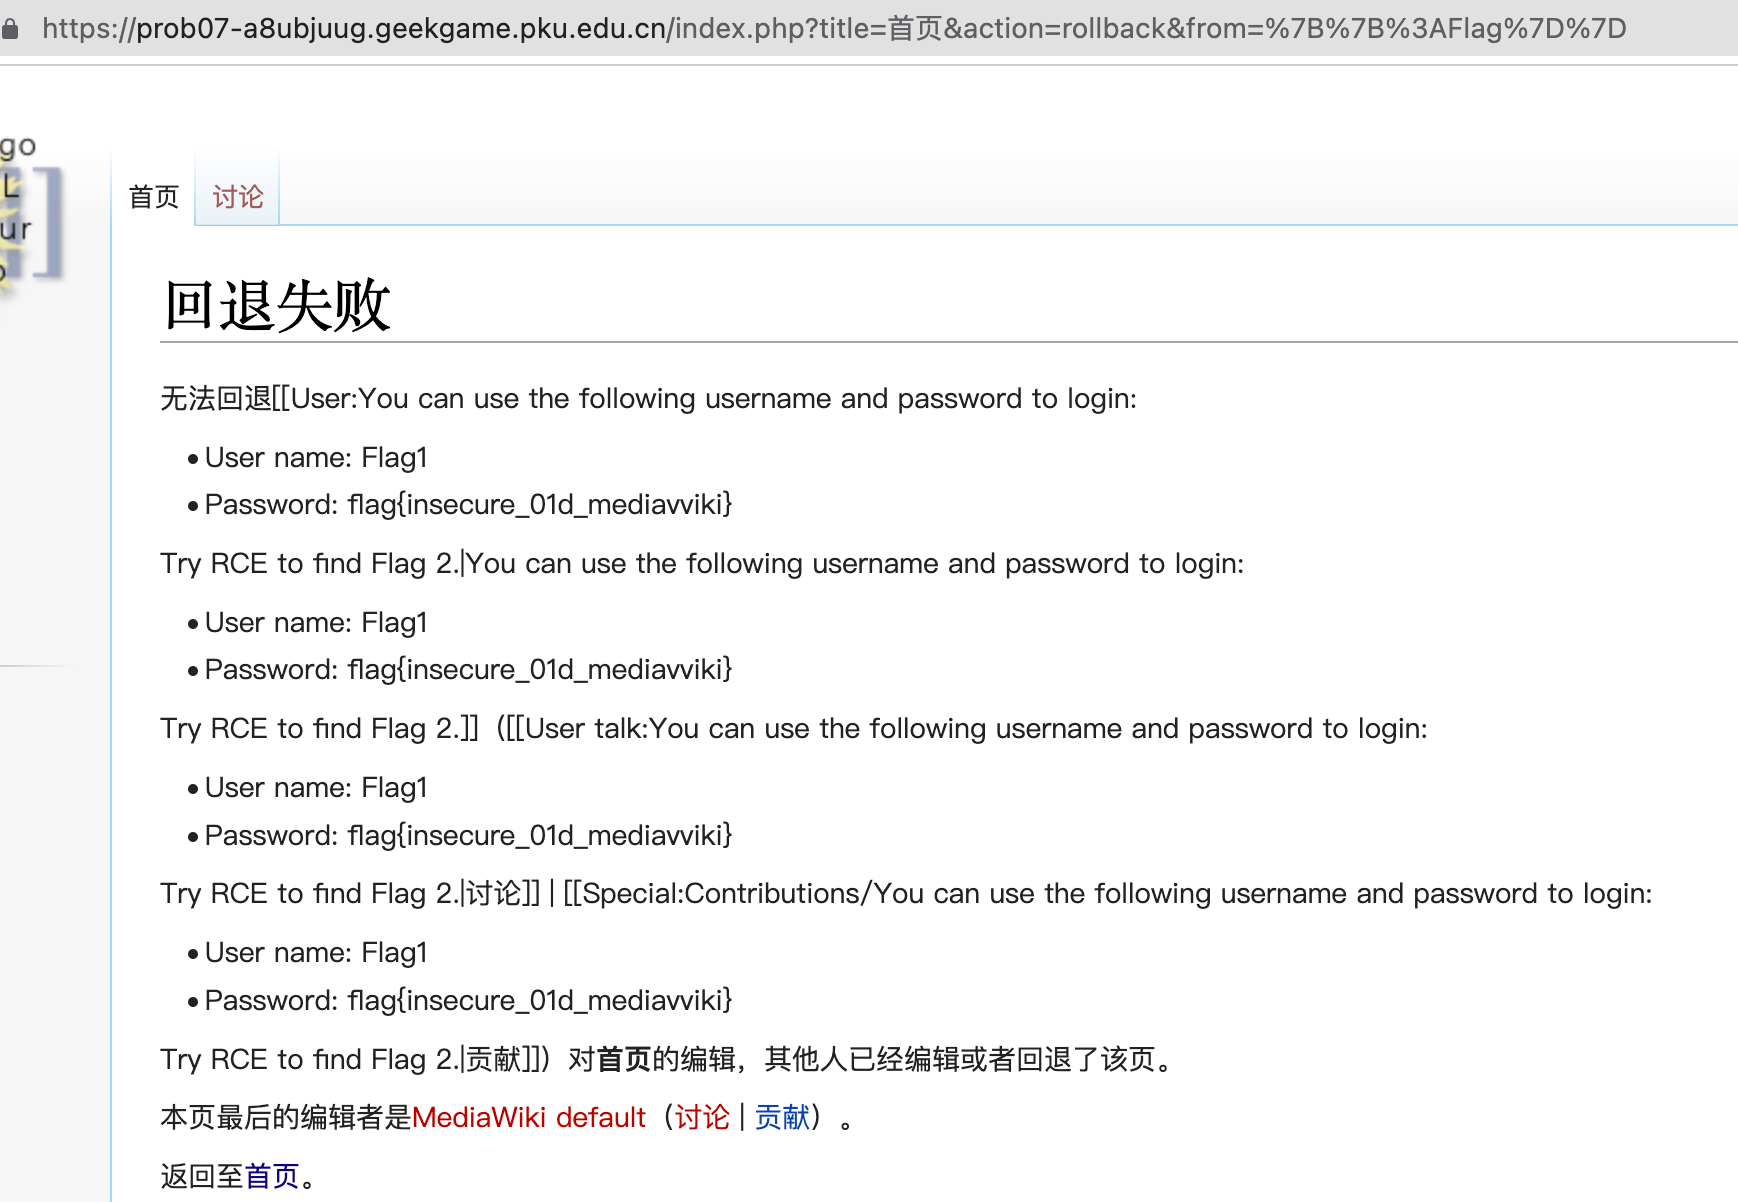 https://prob07-a8ubjuug.geekgame.pku.edu.cn/index.php?title=首页&action=rollback&from=%7B%7B%3AFlag%7D%7D
go
L
ur
首页
讨论
回退失败
无法回退[[User:You can use the following username and password to login:
• User name: Flag1
• Password: flag{insecure_01d_mediavviki}
Try RCE to find Flag 2.|You can use the following username and password to login:
• User name: Flag1
• Password: flag{insecure_01d_mediavviki}
Try RCE to find Flag 2.]]（[[User talk:You can use the following username and password to login:
• User name: Flag1
• Password: flag{insecure_01d_mediavviki}
Try RCE to find Flag 2.|讨论]] | [[Special:Contributions/You can use the following username and password to login:
• User name: Flag1
• Password: flag{insecure_01d_mediavviki}
Try RCE to find Flag 2.|贡献]]）对首页的编辑，其他人已经编辑或者回退了该页。
本页最后的编辑者是MediaWiki default（讨论 | 贡献）。
返回至首页。